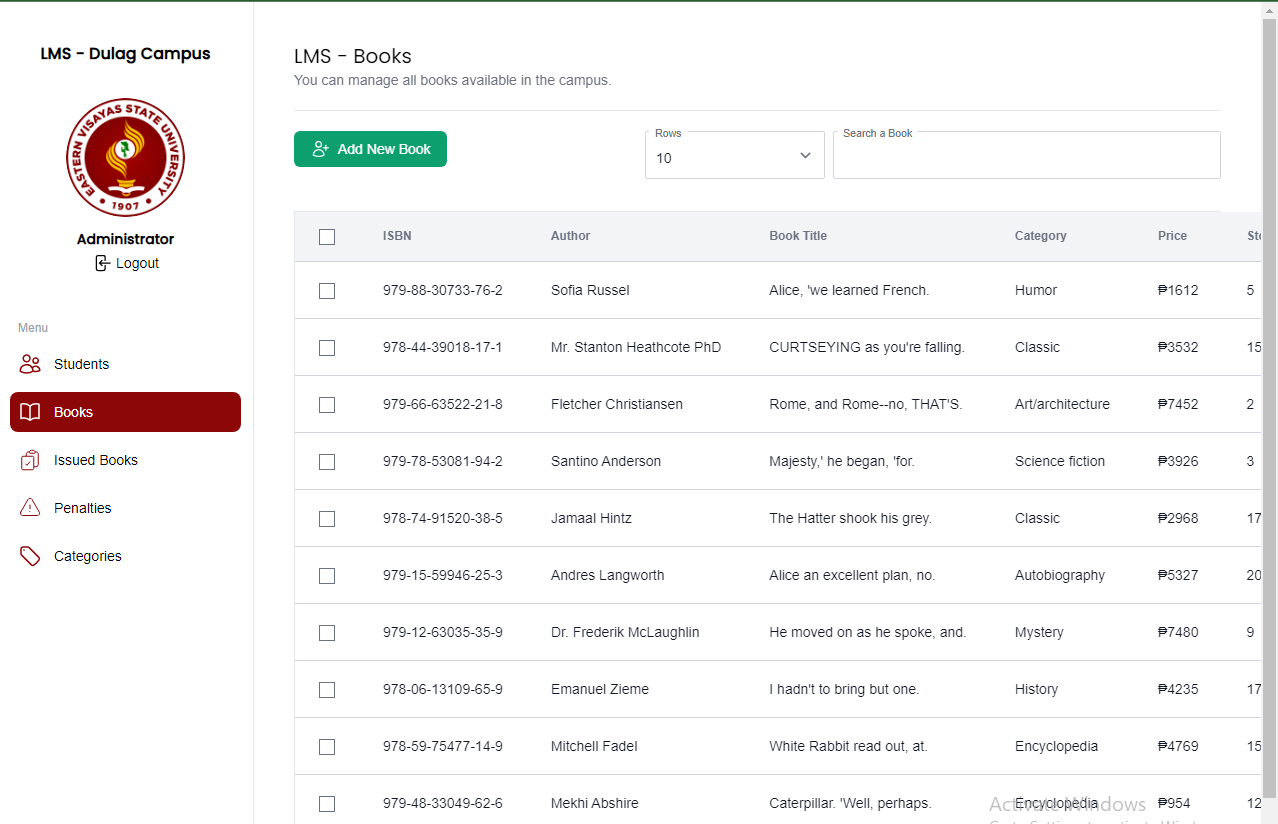 LMS - Dulag Campus
EASTERN VISAYAS STATE UNIVERSITY
1907
Administrator
Logout
Menu
Students
Books
Issued Books
Penalties
Categories
LMS - Books
You can manage all books available in the campus.
Add New Book
Rows
10
Search a Book
ISBN Author Book Title Category Price
979-88-30733-76-2 Sofia Russel Alice, 'we learned French. Humor ₱1612 5
978-44-39018-17-1 Mr. Stanton Heathcote PhD CURTSEYING as you're falling. Classic ₱3532 15
979-66-63522-21-8 Fletcher Christiansen Rome, and Rome--no, THAT'S. Art/architecture ₱7452 2
979-78-53081-94-2 Santino Anderson Majesty,' he began, 'for. Science fiction ₱3926 3
978-74-91520-38-5 Jamaal Hintz The Hatter shook his grey. Classic ₱2968 17
979-15-59946-25-3 Andres Langworth Alice an excellent plan, no. Autobiography ₱5327 20
979-12-63035-35-9 Dr. Frederik McLaughlin He moved on as he spoke, and. Mystery ₱7480 9
978-06-13109-65-9 Emanuel Zieme I hadn't to bring but one. History ₱4235 17
978-59-75477-14-9 Mitchell Fadel White Rabbit read out, at. Encyclopedia ₱4769 15
979-48-33049-62-6 Mekhi Abshire Caterpillar. 'Well, perhaps. Encyclopedia ₱954 12
Activate Windows